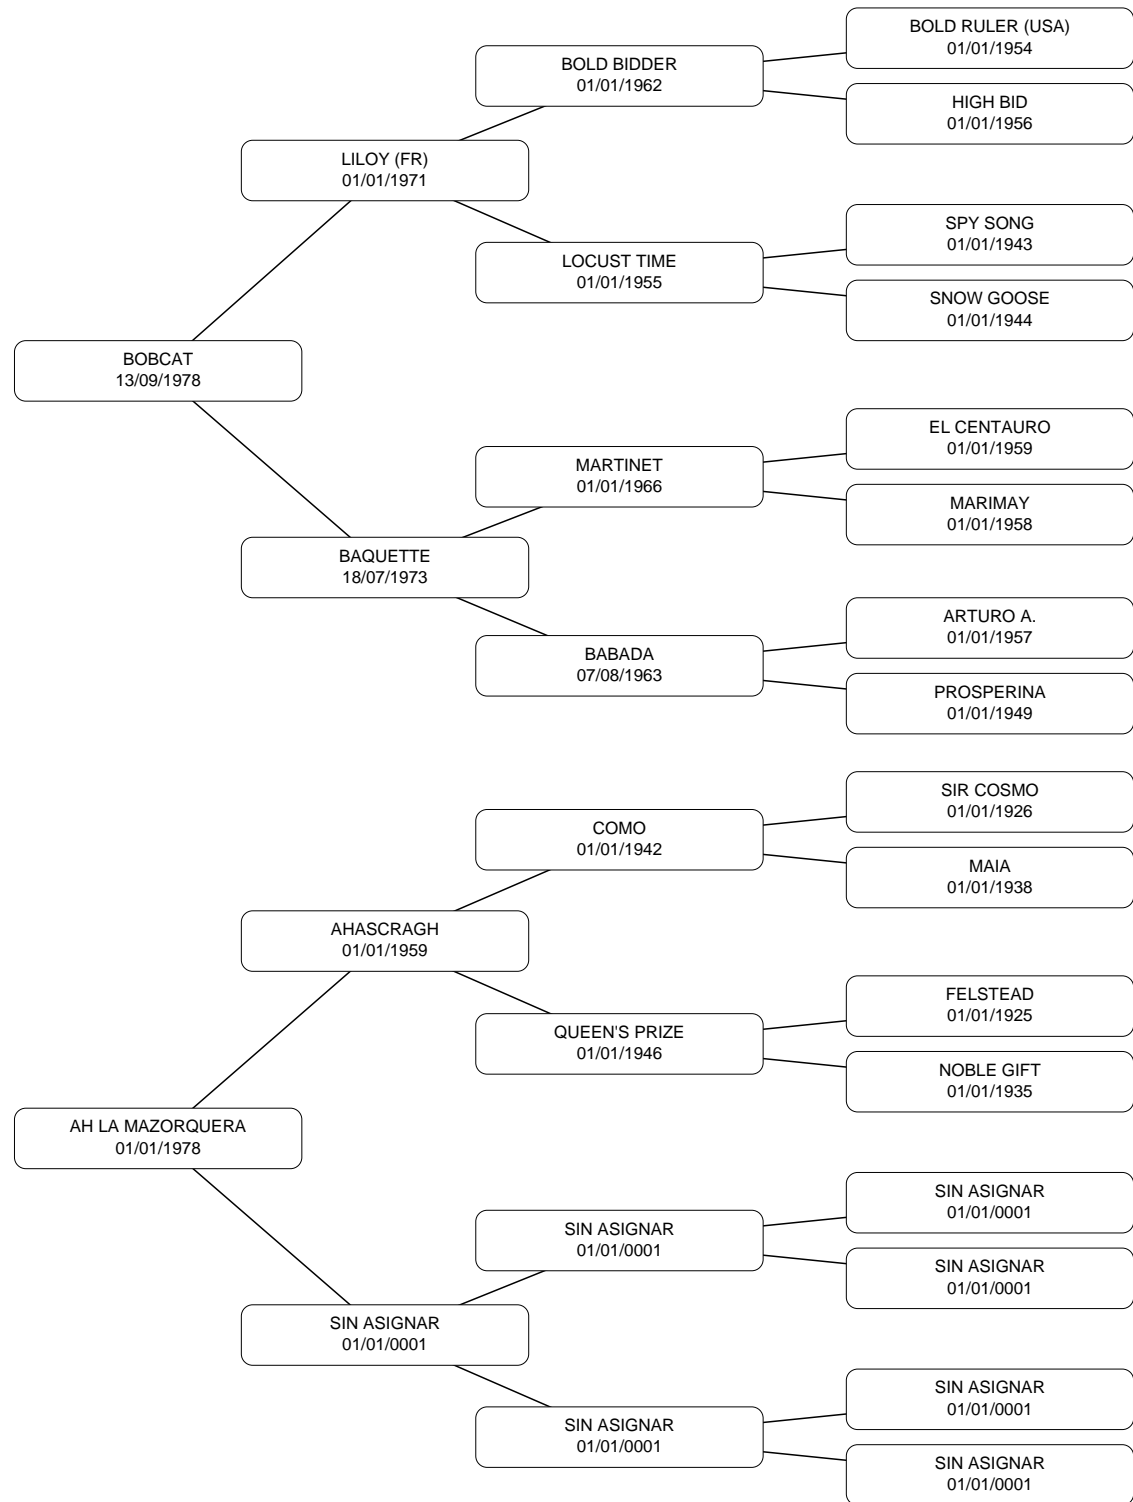 BOLD RULER (USA)
01/01/1954
BOLD BIDDER
01/01/1962
HIGH BID
01/01/1956
LILOY (FR)
01/01/1971
SPY SONG
01/01/1943
LOCUST TIME
01/01/1955
SNOW GOOSE
01/01/1944
BOBCAT
13/09/1978
EL CENTAURO
01/01/1959
MARTINET
01/01/1966
MARIMAY
01/01/1958
BAQUETTE
18/07/1973
ARTURO A.
01/01/1957
BABADA
07/08/1963
PROSPERINA
01/01/1949
SIR COSMO
01/01/1926
COMO
01/01/1942
MAIA
01/01/1938
AHASCRAGH
01/01/1959
FELSTEAD
01/01/1925
QUEEN'S PRIZE
01/01/1946
NOBLE GIFT
01/01/1935
AH LA MAZORQUERA
01/01/1978
SIN ASIGNAR
01/01/0001
SIN ASIGNAR
01/01/0001
SIN ASIGNAR
01/01/0001
SIN ASIGNAR
01/01/0001
SIN ASIGNAR
01/01/0001
SIN ASIGNAR
01/01/0001
SIN ASIGNAR
01/01/0001